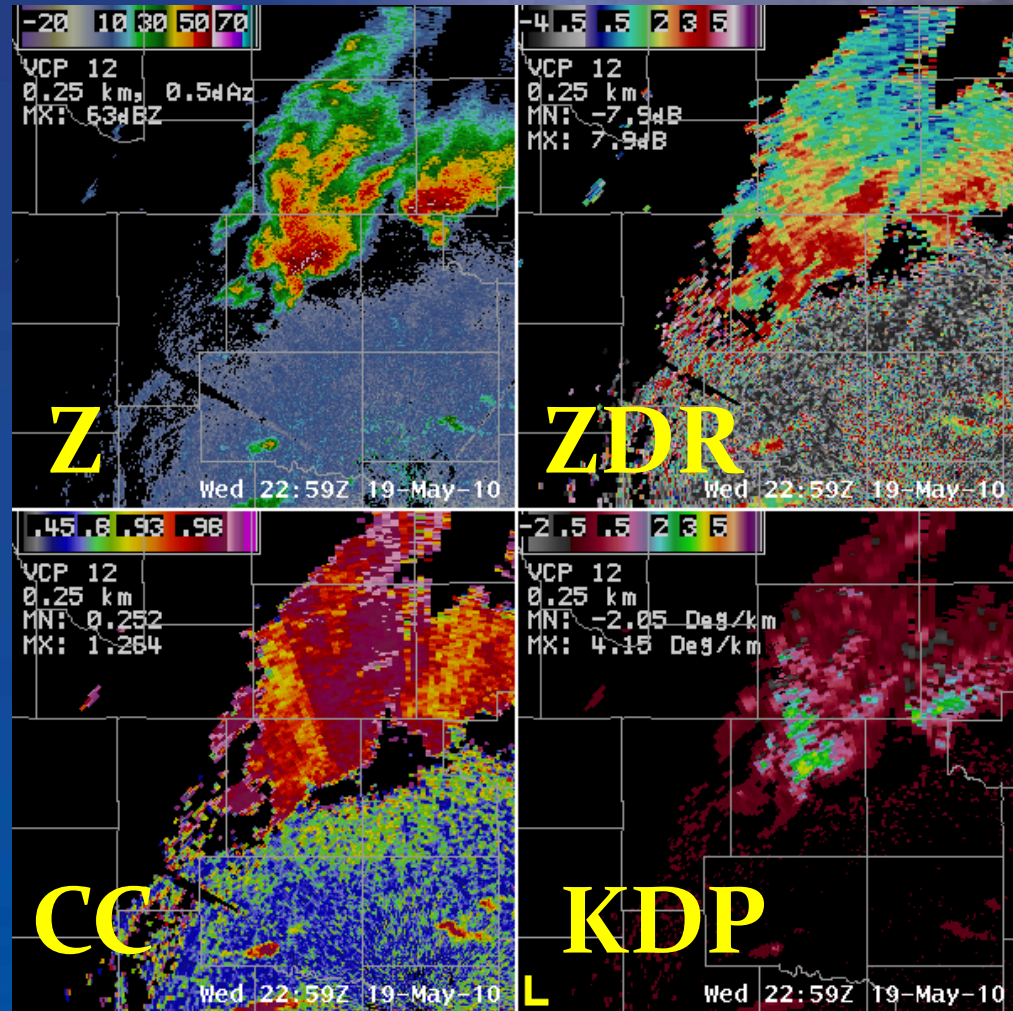 -20 10 30 50 70
VCP 12
0.25 km, 0.5dAz
MX: 63dBZ
Z
Wed 22:59Z 19-May-10
-4 .5 .5 2 3 5
VCP 12
0.25 km
MN: -7.9dB
MX: 7.9dB
ZDR
Wed 22:59Z 19-May-10
.45 .8 .93 .98
VCP 12
0.25 km
MN: 0.252
MX: 1.264
CC
Wed 22:59Z 19-May-10
-2 .5 .5 2 3 5
VCP 12
0.25 km
MN: -2.05 Deg/km
MX: 4.15 Deg/km
KDP
L
Wed 22:59Z 19-May-10